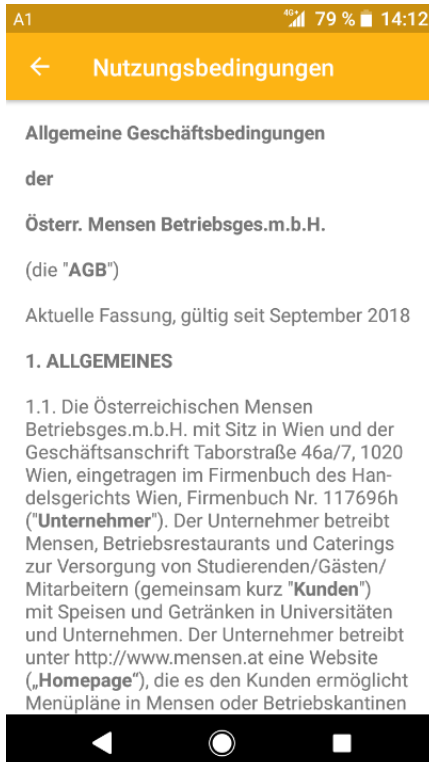 A1 4G+ 79 % 14:12
Nutzungsbedingungen
Allgemeine Geschäftsbedingungen
der
Österr. Mensen Betriebsges.m.b.H.
(die "AGB")
Aktuelle Fassung, gültig seit September 2018
1. ALLGEMEINES
1.1. Die Österreichischen Mensen
Betriebsges.m.b.H. mit Sitz in Wien und der
Geschäftsanschrift Taborstraße 46a/7, 1020
Wien, eingetragen im Firmenbuch des Han-
delsgerichts Wien, Firmenbuch Nr. 117696h
("Unternehmer"). Der Unternehmer betreibt
Mensen, Betriebsrestaurants und Caterings
zur Versorgung von Studierenden/Gästen/
Mitarbeitern (gemeinsam kurz "Kunden")
mit Speisen und Getränken in Universitäten
und Unternehmen. Der Unternehmer betreibt
unter http://www.mensen.at eine Website
(„Homepage“), die es den Kunden ermöglicht
Menüpläne in Mensen oder Betriebskantinen